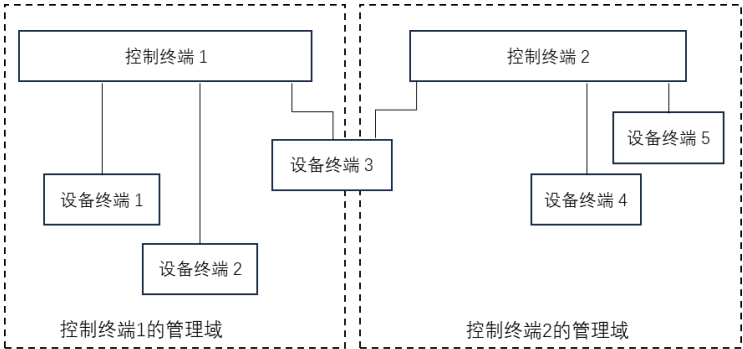 控制终端 1
控制终端 2
设备终端 5
设备终端 3
设备终端 1
设备终端 4
设备终端 2
控制终端1的管理域
控制终端2的管理域